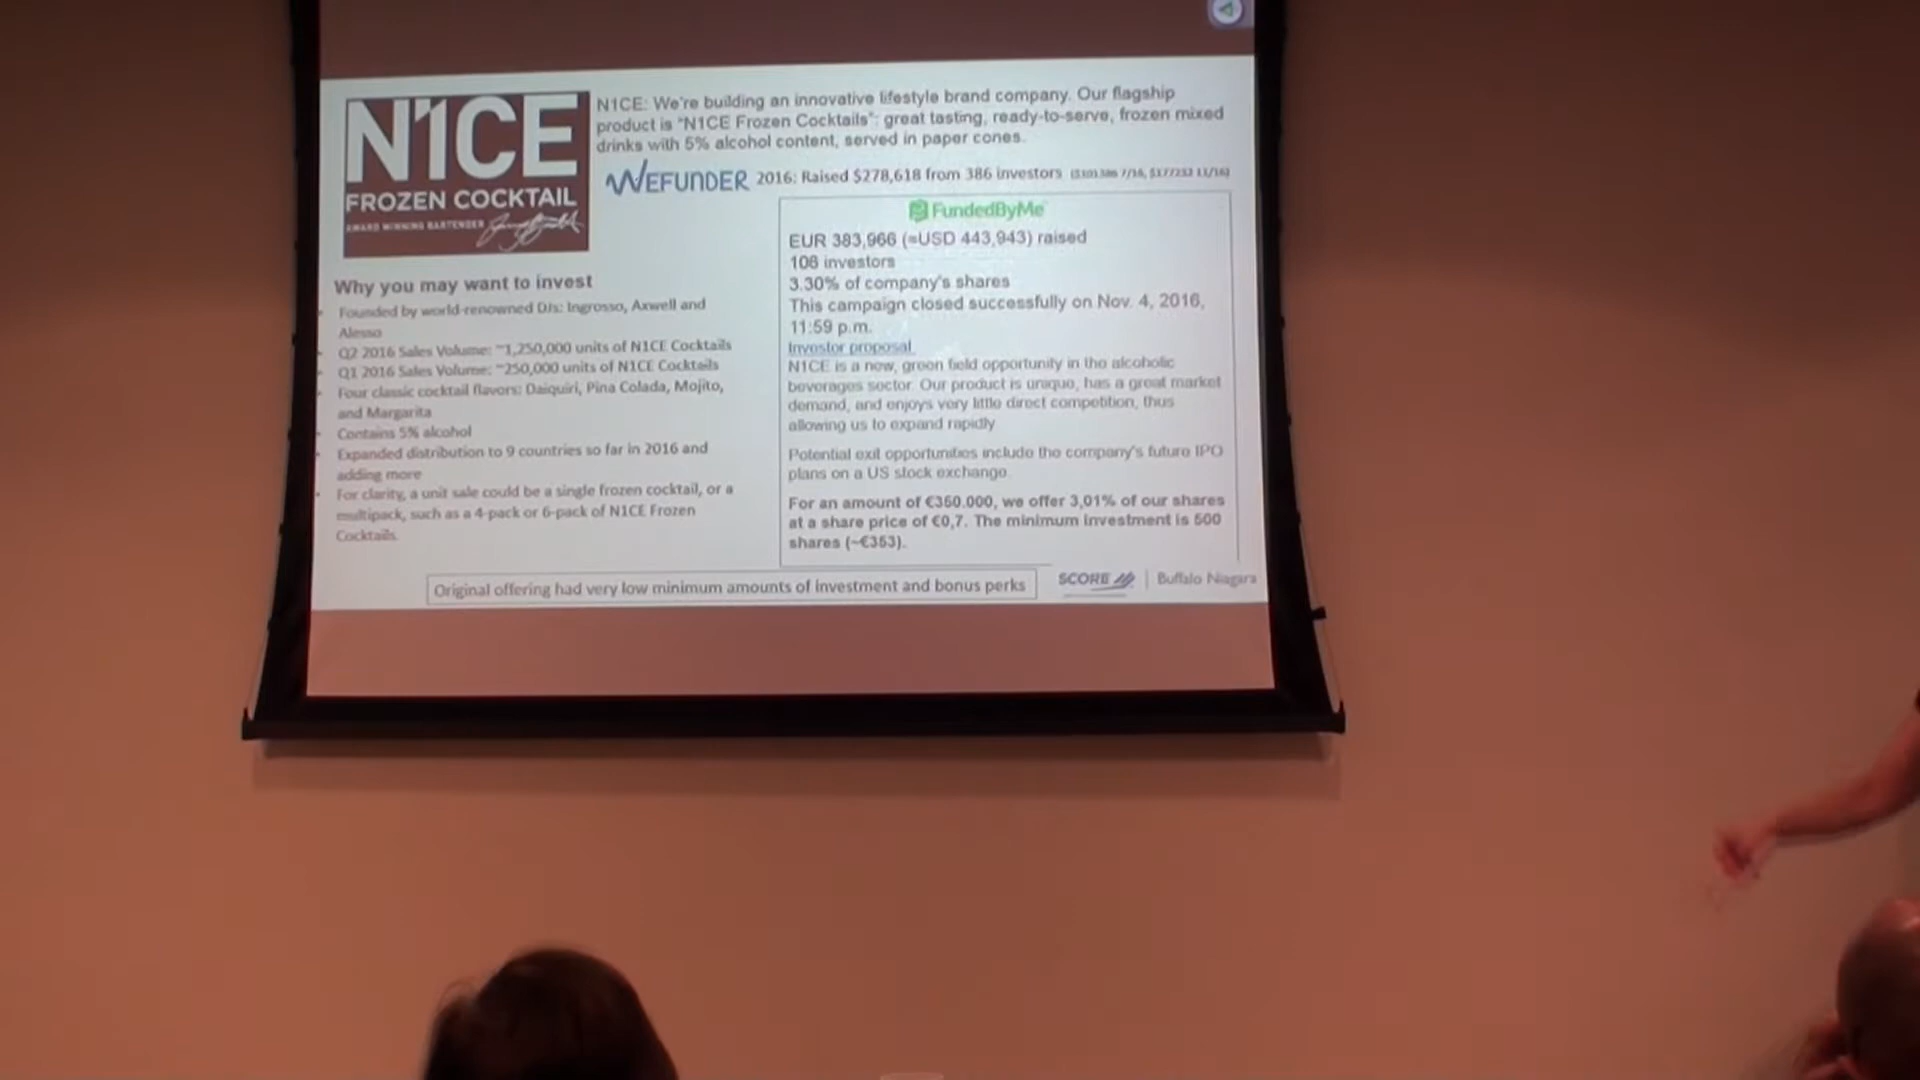 N1CE
FROZEN COCKTAIL
AWARD WINNING BARTENDER
N1CE: We're building an innovative lifestyle brand company. Our flagship
product is "N1CE Frozen Cocktails": great tasting, ready-to-serve, frozen mixed
drinks with 5% alcohol content, served in paper cones.
WEFUNDER 2016: Raised $278,618 from 386 investors
Why you may want to invest
Founded by world-renowned DJs: Ingrosso, Axwell and
Alesso
Q2 2016 Sales Volume: ~1,250,000 units of N1CE Cocktails
Q1 2016 Sales Volume: ~250,000 units of N1CE Cocktails
Four classic cocktail flavors: Daiquiri, Pina Colada, Mojito,
and Margarita
Contains 5% alcohol
Expanded distribution to 9 countries so far in 2016 and
adding more
For clarity, a unit sale could be a single frozen cocktail, or a
multipack, such as a 4-pack or 6-pack of N1CE Frozen
Cocktails.
FundedByMe
EUR 383,966 (≈USD 443,943) raised
106 investors
3.30% of company's shares
This campaign closed successfully on Nov. 4, 2016,
11:59 p.m.
Investor proposal
N1CE is a new, green field opportunity in the alcoholic
beverages sector. Our product is unique, has a great market
demand, and enjoys very little direct competition, thus
allowing us to expand rapidly
Potential exit opportunities include the company's future IPO
plans on a US stock exchange.
For an amount of €350.000, we offer 3,01% of our shares
at a share price of €0,7. The minimum investment is 500
shares (~€353).
Original offering had very low minimum amounts of investment and bonus perks
SCORE | Buffalo Niagara